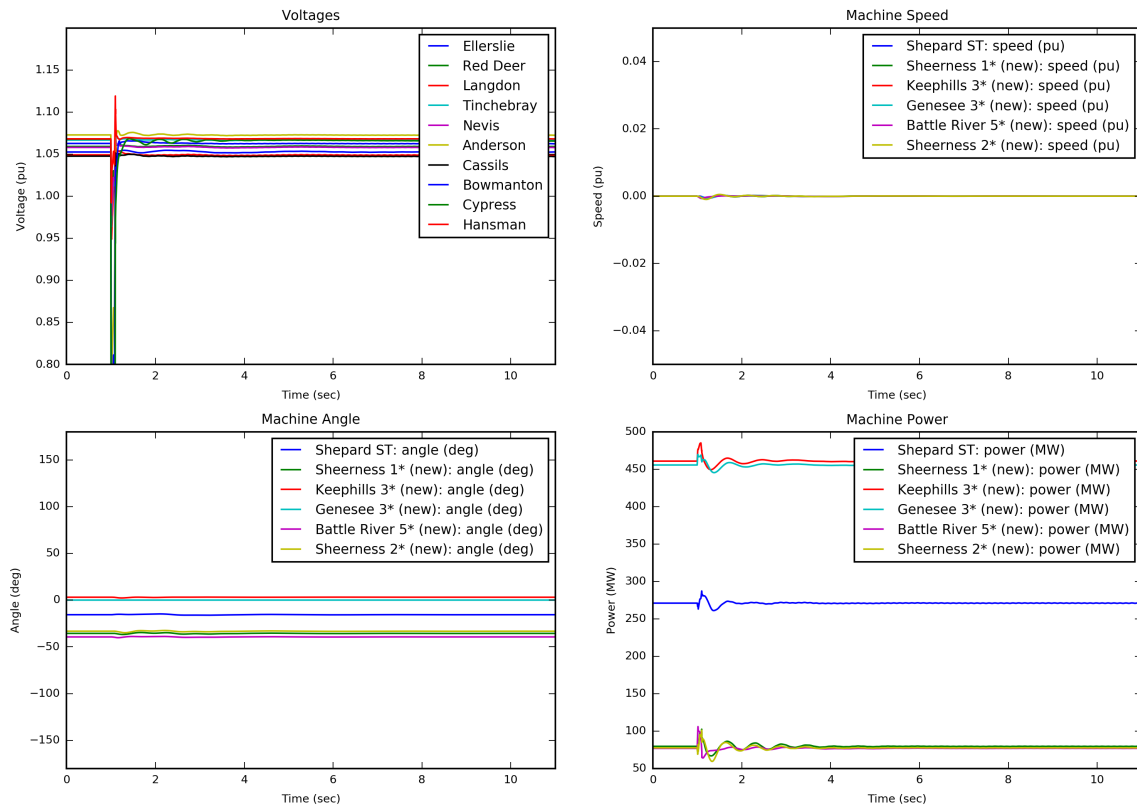 Voltages
1.15
1.10
1.05
1.00
0.95
0.90
0.85
0.80
Voltage (pu)
Ellerslie
Red Deer
Langdon
Tinchebray
Nevis
Anderson
Cassils
Bowmanton
Cypress
Hansman
0 2 4 6 8 10
Time (sec)
Machine Speed
0.04
0.02
0.00
−0.02
−0.04
Speed (pu)
Shepard ST: speed (pu)
Sheerness 1* (new): speed (pu)
Keephills 3* (new): speed (pu)
Genesee 3* (new): speed (pu)
Battle River 5* (new): speed (pu)
Sheerness 2* (new): speed (pu)
0 2 4 6 8 10
Time (sec)
Machine Angle
150
100
50
0
−50
−100
−150
Angle (deg)
Shepard ST: angle (deg)
Sheerness 1* (new): angle (deg)
Keephills 3* (new): angle (deg)
Genesee 3* (new): angle (deg)
Battle River 5* (new): angle (deg)
Sheerness 2* (new): angle (deg)
0 2 4 6 8 10
Time (sec)
Machine Power
500
450
400
350
300
250
200
150
100
50
Power (MW)
Shepard ST: power (MW)
Sheerness 1* (new): power (MW)
Keephills 3* (new): power (MW)
Genesee 3* (new): power (MW)
Battle River 5* (new): power (MW)
Sheerness 2* (new): power (MW)
0 2 4 6 8 10
Time (sec)